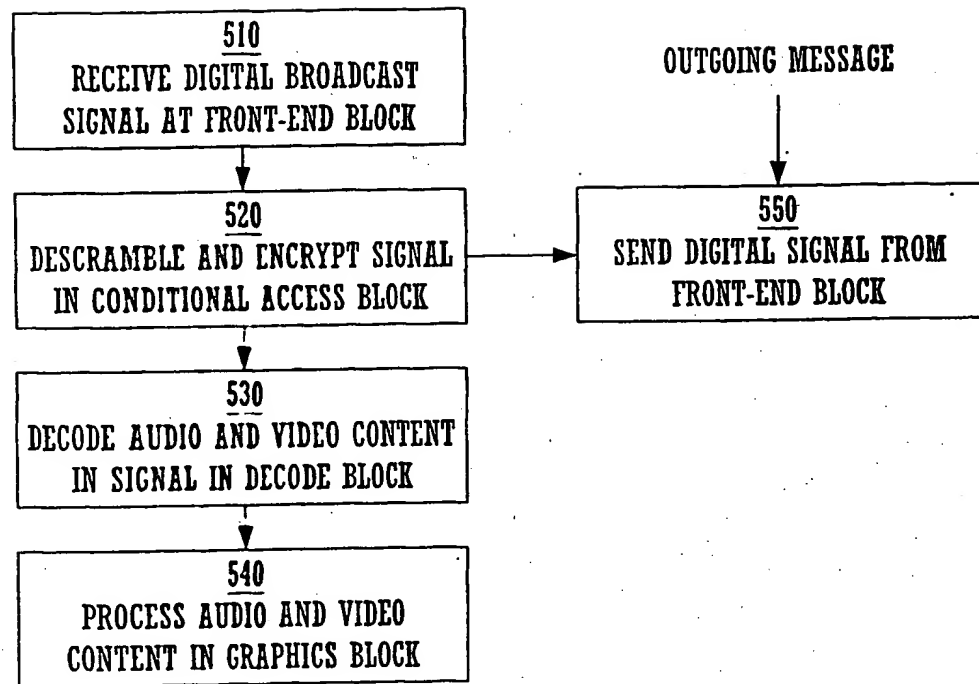 510
RECEIVE DIGITAL BROADCAST
SIGNAL AT FRONT-END BLOCK
OUTGOING MESSAGE
520
DESCRAMBLE AND ENCRYPT SIGNAL
IN CONDITIONAL ACCESS BLOCK
550
SEND DIGITAL SIGNAL FROM
FRONT-END BLOCK
530
DECODE AUDIO AND VIDEO CONTENT
IN SIGNAL IN DECODE BLOCK
540
PROCESS AUDIO AND VIDEO
CONTENT IN GRAPHICS BLOCK